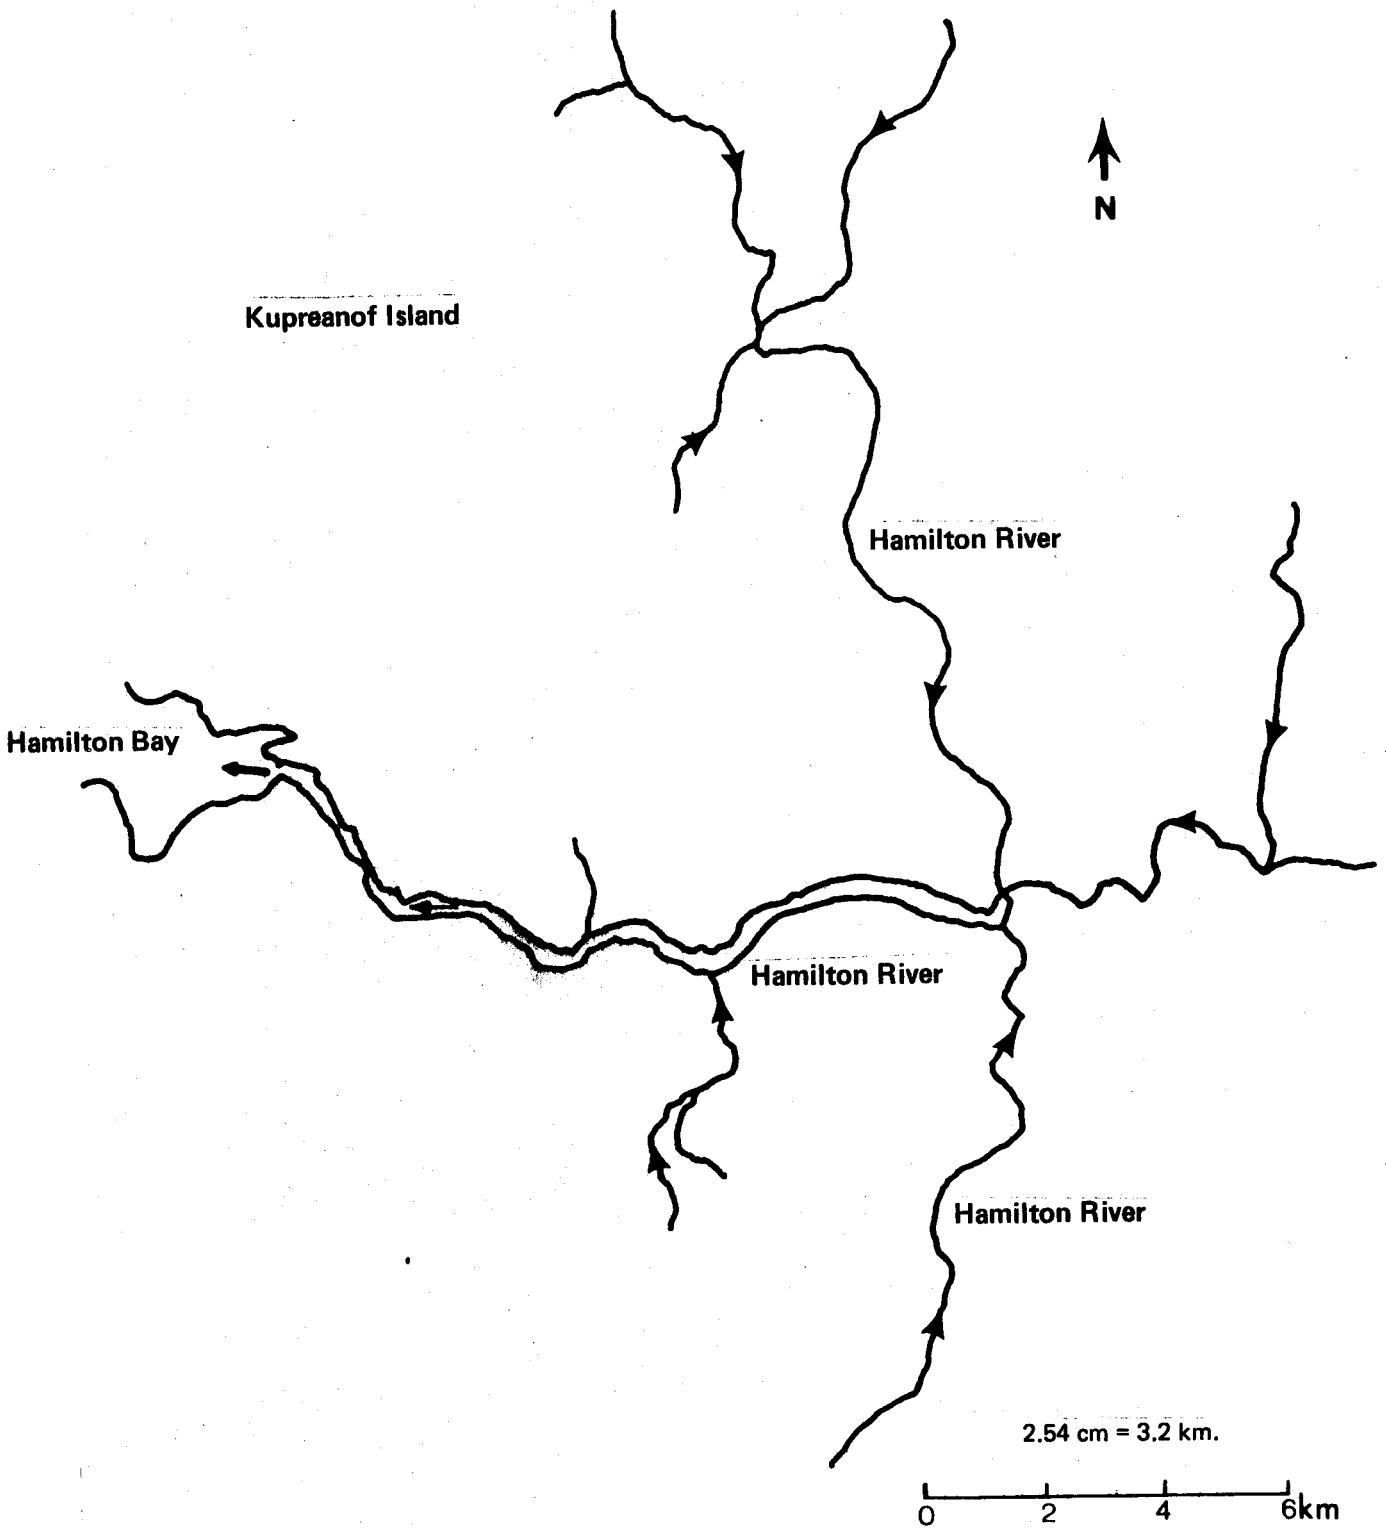 N
Kupreanof Island
Hamilton River
Hamilton Bay
Hamilton River
Hamilton River
2.54 cm = 3.2 km.
0 2 4 6km